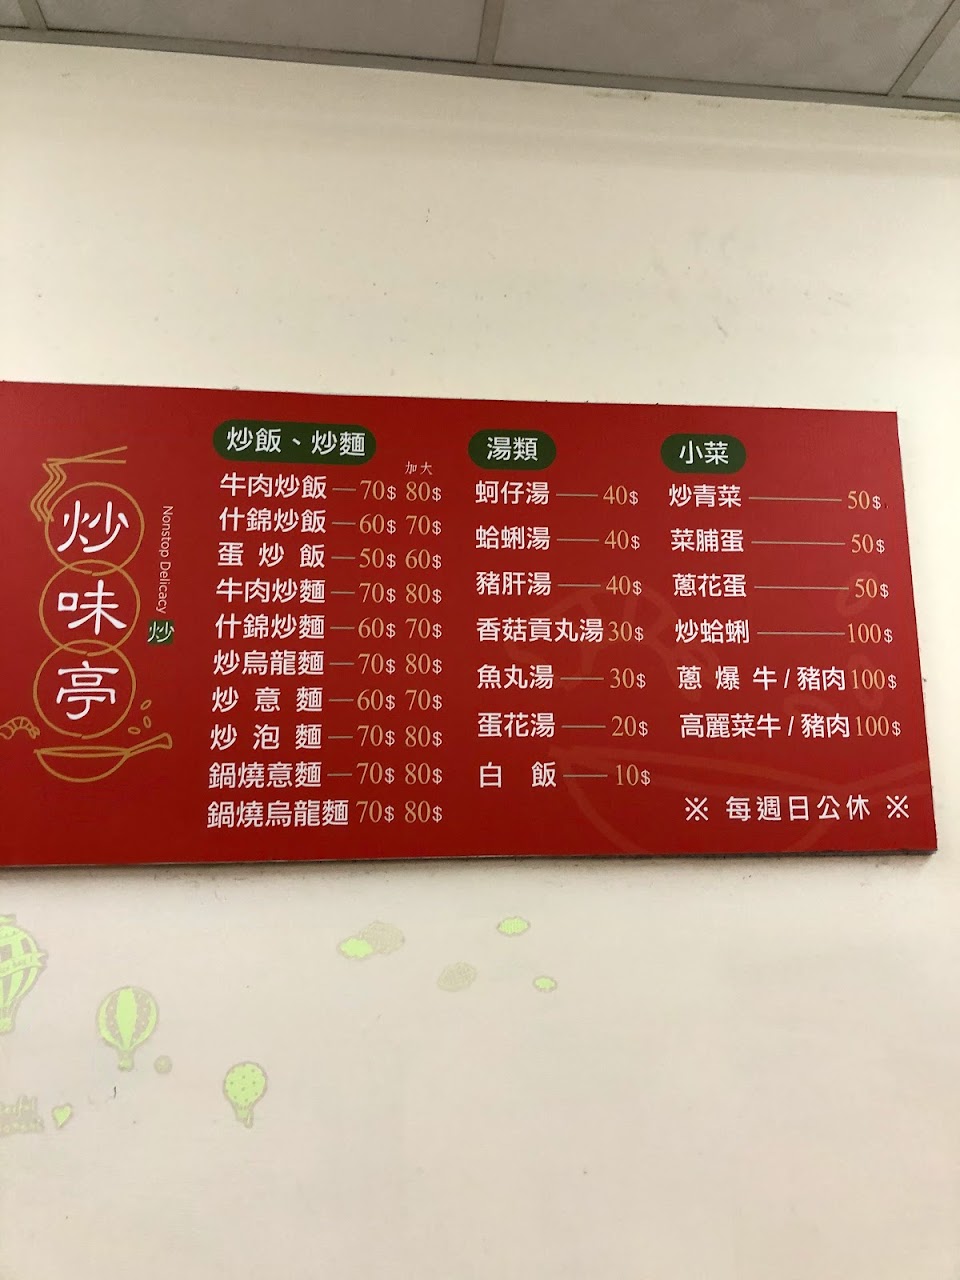 炒味亭
Nonstop Delicacy 炒
炒飯、炒麵
加大
牛肉炒飯 — 70$ 80$
什錦炒飯 — 60$ 70$
蛋炒飯 — 50$ 60$
牛肉炒麵 — 70$ 80$
什錦炒麵 — 60$ 70$
炒烏龍麵 — 70$ 80$
炒意麵 — 60$ 70$
炒泡麵 — 70$ 80$
鍋燒意麵 — 70$ 80$
鍋燒烏龍麵 70$ 80$
湯類
蚵仔湯 — 40$
蛤蜊湯 — 40$
豬肝湯 — 40$
香菇貢丸湯 30$
魚丸湯 — 30$
蛋花湯 — 20$
白飯 — 10$
小菜
炒青菜 — 50$
菜脯蛋 — 50$
蔥花蛋 — 50$
炒蛤蜊 — 100$
蔥爆牛/豬肉 100$
高麗菜牛/豬肉 100$
※ 每週日公休 ※